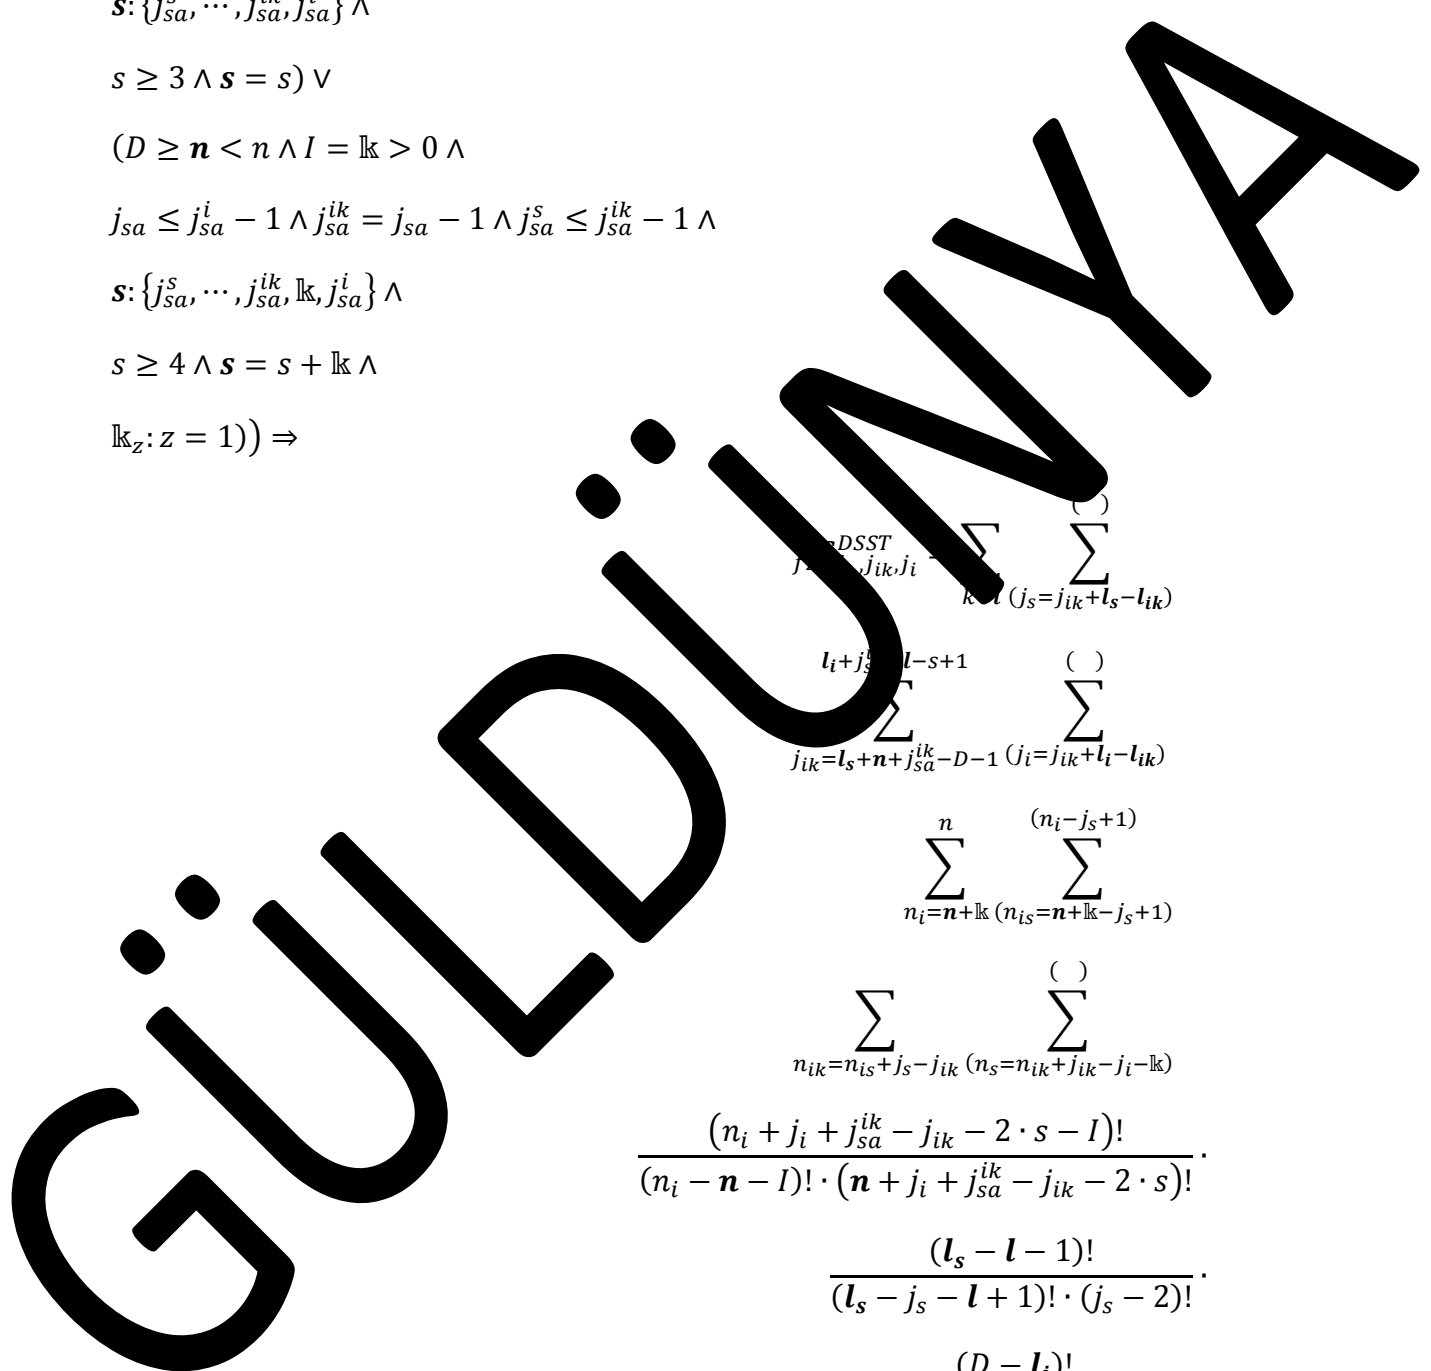 s: {j_{sa}^{s}, ⋯, j_{sa}^{ik}, j_{sa}^{i}} ∧
s ≥ 3 ∧ s = s) ∨
(D ≥ n < n ∧ I = 𝕜 > 0 ∧
j_{sa} ≤ j_{sa}^{i} − 1 ∧ j_{sa}^{ik} = j_{sa} − 1 ∧ j_{sa}^{s} ≤ j_{sa}^{ik} − 1 ∧
s: {j_{sa}^{s}, ⋯, j_{sa}^{ik}, 𝕜, j_{sa}^{i}} ∧
s ≥ 4 ∧ s = s + 𝕜 ∧
𝕜_z: z = 1)) ⇒
GÜLDÜNYA
( )
DSST ∑ ∑
,j_{ik},j_i
(j_s=j_{ik}+l_s−l_{ik})
l_i+ l−s+1 ( )
∑ ∑
j_{ik}=l_s+n+j_{sa}^{ik}−D−1 (j_i=j_{ik}+l_i−l_{ik})
n (n_i−j_s+1)
∑ ∑
n_i=n+𝕜 (n_{is}=n+𝕜−j_s+1)
( )
∑ ∑
n_{ik}=n_{is}+j_s−j_{ik} (n_s=n_{ik}+j_{ik}−j_i−𝕜)
(n_i + j_i + j_{sa}^{ik} − j_{ik} − 2 · s − I)!
(n_i − n − I)! · (n + j_i + j_{sa}^{ik} − j_{ik} − 2 · s)! ·
(l_s − l − 1)!
(l_s − j_s − l + 1)! · (j_s − 2)! ·
(D − l_i)!